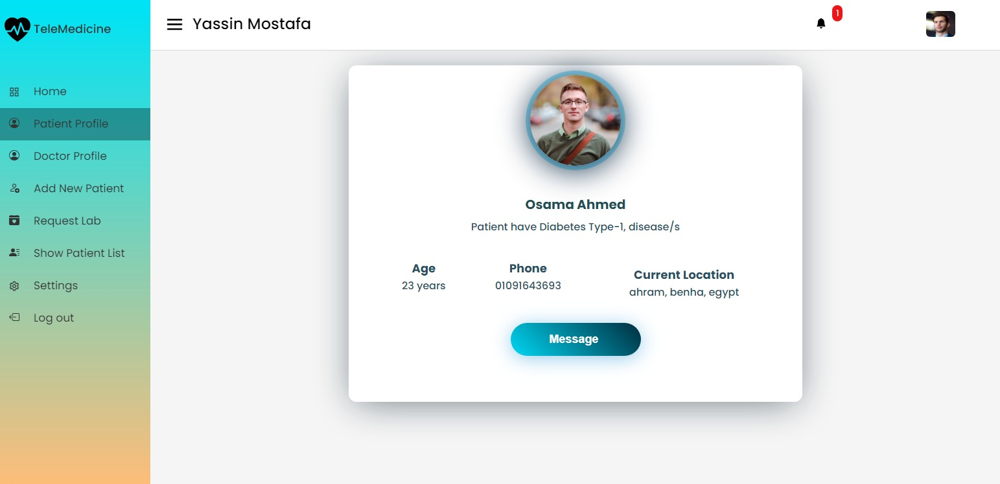 TeleMedicine
Yassin Mostafa
1
Home
Patient Profile
Doctor Profile
Add New Patient
Request Lab
Show Patient List
Settings
Log out
Osama Ahmed
Patient have Diabetes Type-1, disease/s
Age
23 years
Phone
01091643693
Current Location
ahram, benha, egypt
Message